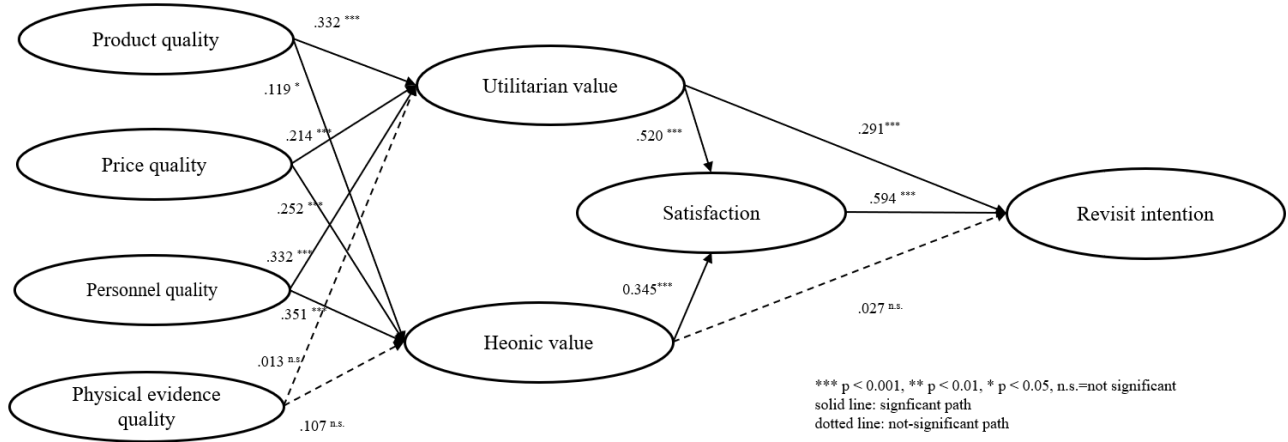 Product quality
.332 ***
.119 *
Utilitarian value
Price quality
.214 ***
.520 ***
.291***
.252 ***
Satisfaction
.594 ***
Revisit intention
Personnel quality
.332 ***
.351 ***
0.345***
Heonic value
.027 n.s.
.013 n.s.
Physical evidence
quality
.107 n.s.
*** p < 0.001, ** p < 0.01, * p < 0.05, n.s.=not significant
solid line: signficant path
dotted line: not-significant path